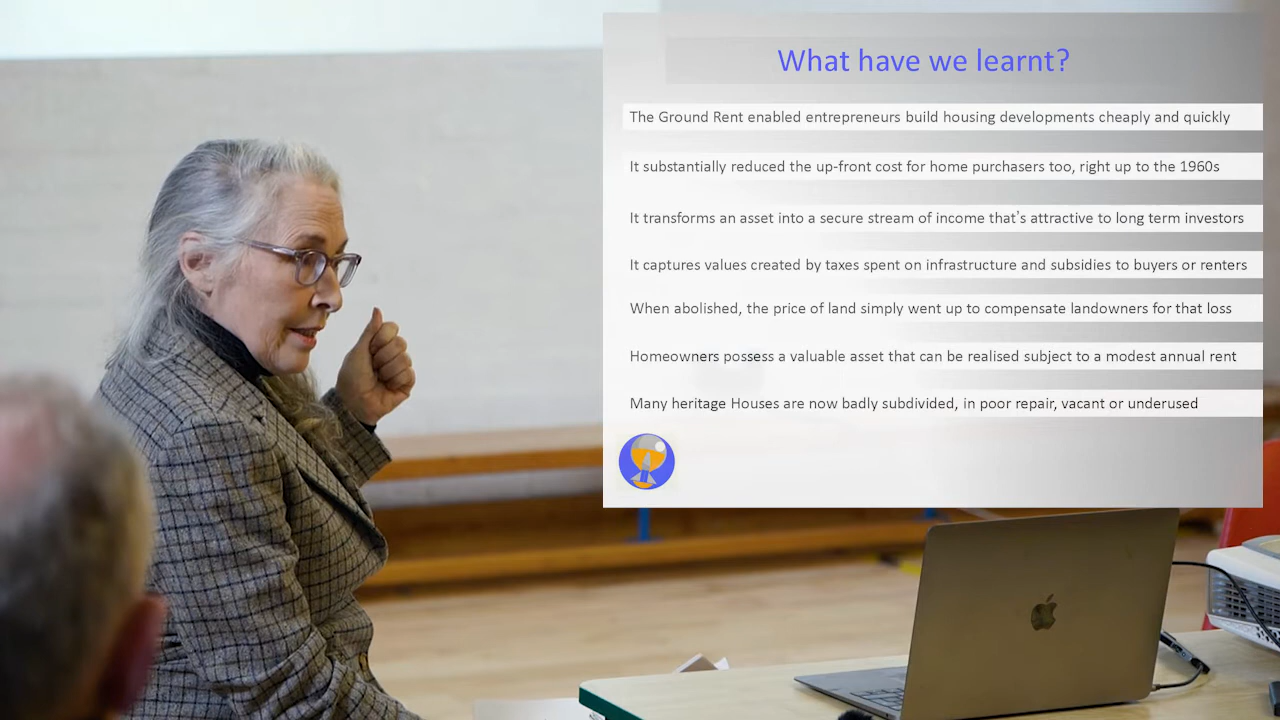 What have we learnt?
The Ground Rent enabled entrepreneurs build housing developments cheaply and quickly
It substantially reduced the up-front cost for home purchasers too, right up to the 1960s
It transforms an asset into a secure stream of income that's attractive to long term investors
It captures values created by taxes spent on infrastructure and subsidies to buyers or renters
When abolished, the price of land simply went up to compensate landowners for that loss
Homeowners possess a valuable asset that can be realised subject to a modest annual rent
Many heritage Houses are now badly subdivided, in poor repair, vacant or underused